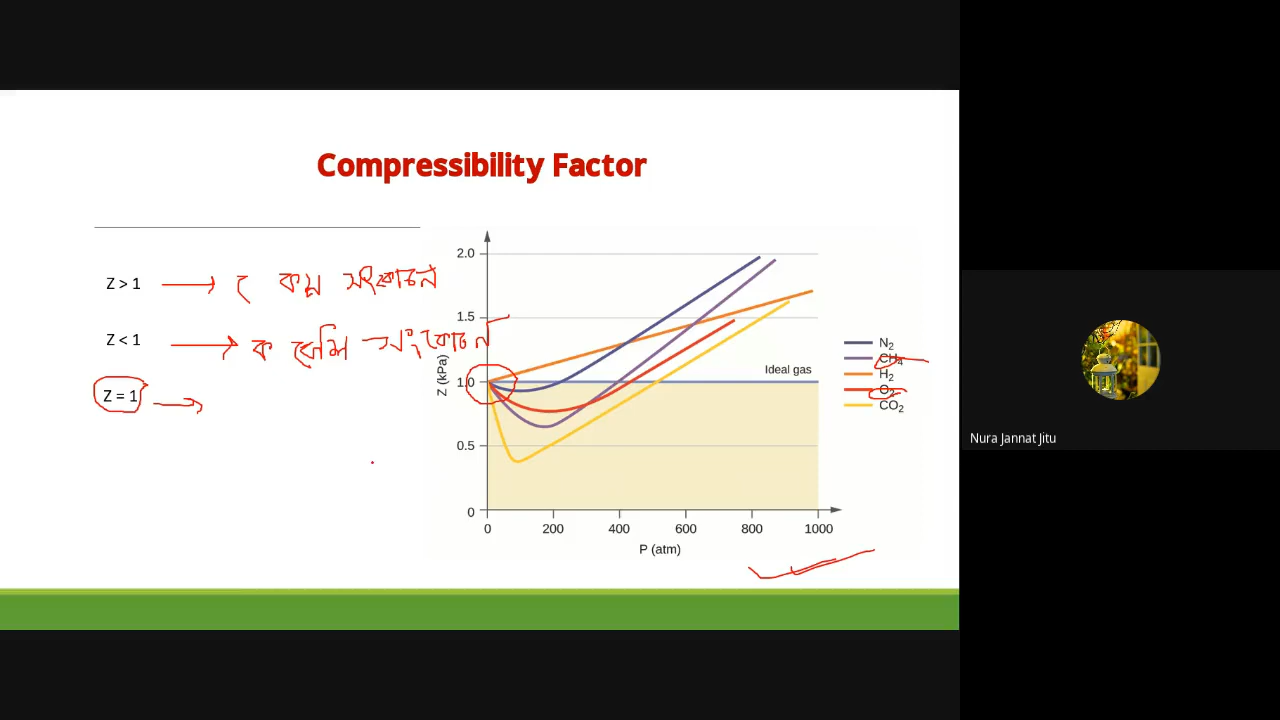 Compressibility Factor
Z > 1 → কম সংকোচন
Z < 1 → বেশি সংকোচন
Z = 1 →
Z (kPa)
2.0
1.5
1.0
0.5
0
0 200 400 600 800 1000
P (atm)
Ideal gas
N₂
CH₄
H₂
O₂
CO₂
Nura Jannat Jitu